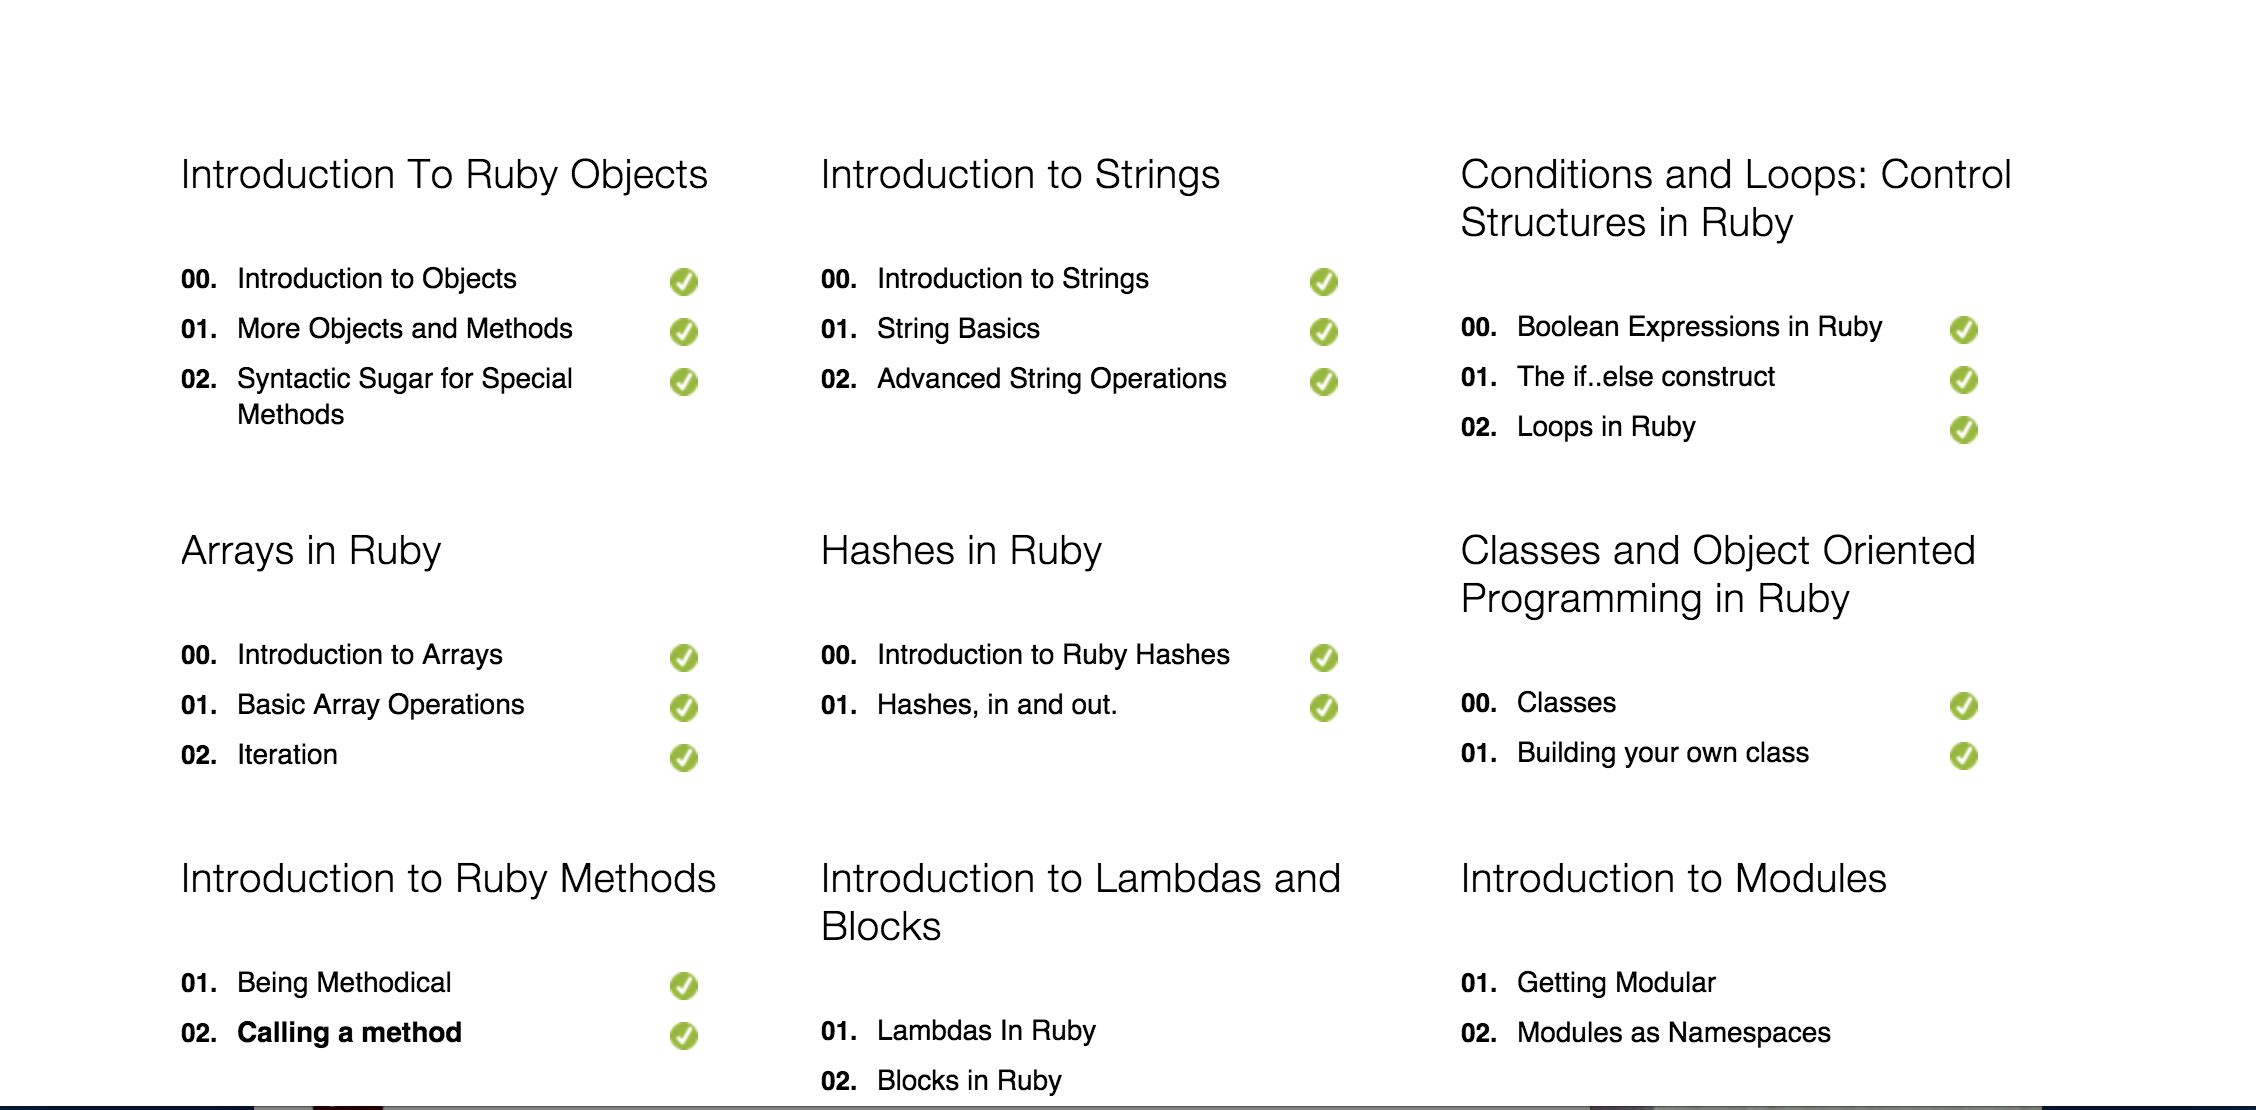 Introduction To Ruby Objects
00. Introduction to Objects
01. More Objects and Methods
02. Syntactic Sugar for Special
Methods
Introduction to Strings
00. Introduction to Strings
01. String Basics
02. Advanced String Operations
Conditions and Loops: Control
Structures in Ruby
00. Boolean Expressions in Ruby
01. The if..else construct
02. Loops in Ruby
Arrays in Ruby
00. Introduction to Arrays
01. Basic Array Operations
02. Iteration
Hashes in Ruby
00. Introduction to Ruby Hashes
01. Hashes, in and out.
Classes and Object Oriented
Programming in Ruby
00. Classes
01. Building your own class
Introduction to Ruby Methods
01. Being Methodical
02. Calling a method
Introduction to Lambdas and
Blocks
01. Lambdas In Ruby
02. Blocks in Ruby
Introduction to Modules
01. Getting Modular
02. Modules as Namespaces